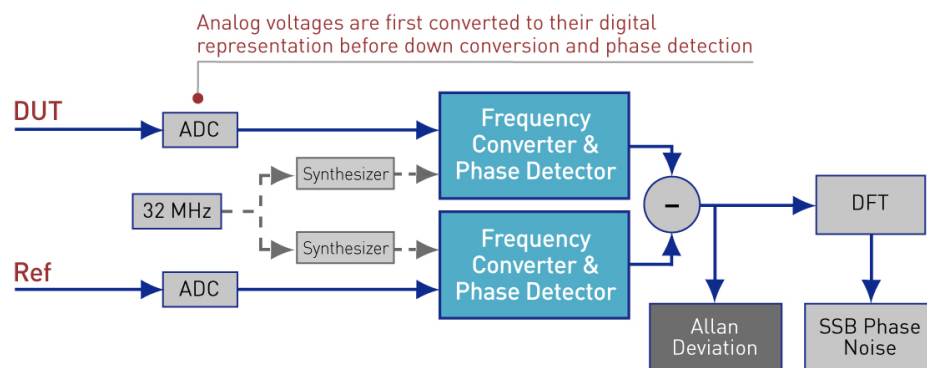 Analog voltages are first converted to their digital
representation before down conversion and phase detection
DUT
ADC
Frequency
Converter &
Phase Detector
Synthesizer
32 MHz
–
DFT
Synthesizer
Frequency
Converter &
Phase Detector
Ref
ADC
Allan
Deviation
SSB Phase
Noise